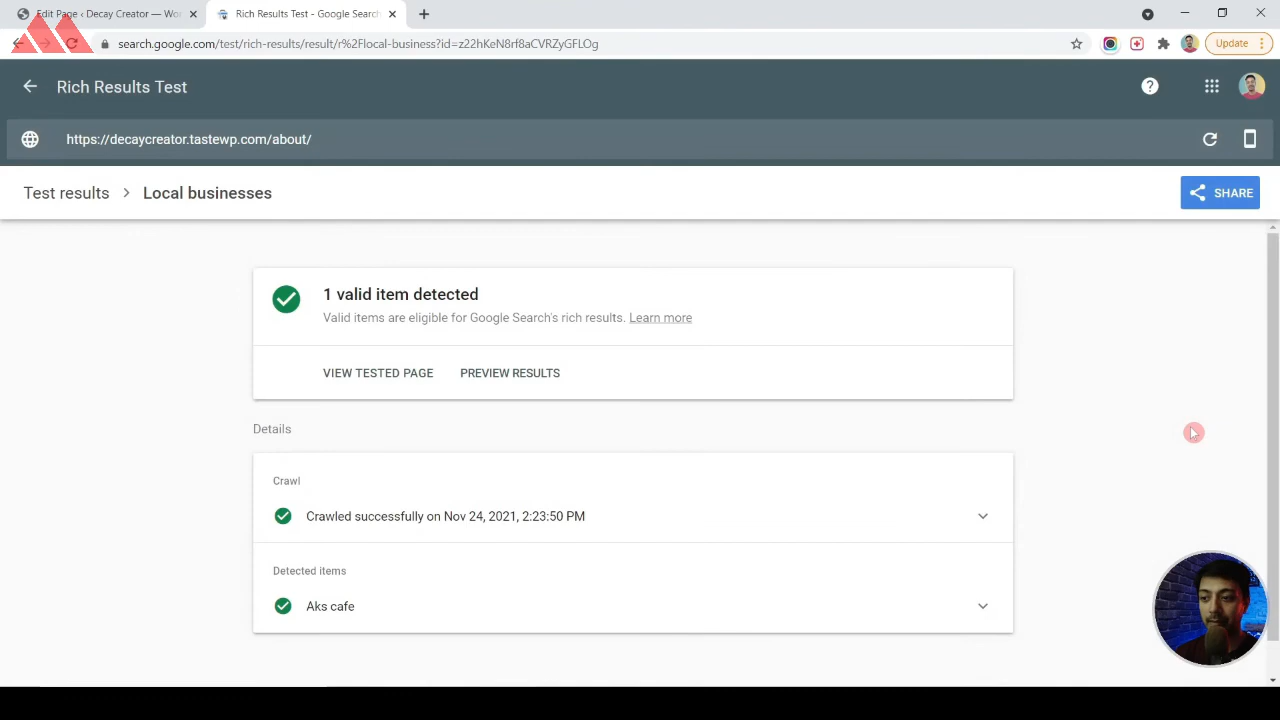 Edit Page ‹ Decay Creator — Wor
Rich Results Test - Google Search
search.google.com/test/rich-results/result/r%2Flocal-business?id=z22hKeN8rf8aCVRZyCFLOg
Update
Rich Results Test
https://decaycreator.tastewp.com/about/
Test results > Local businesses
SHARE
1 valid item detected
Valid items are eligible for Google Search's rich results. Learn more
VIEW TESTED PAGE PREVIEW RESULTS
Details
Crawl
Crawled successfully on Nov 24, 2021, 2:23:50 PM
Detected items
Aks cafe